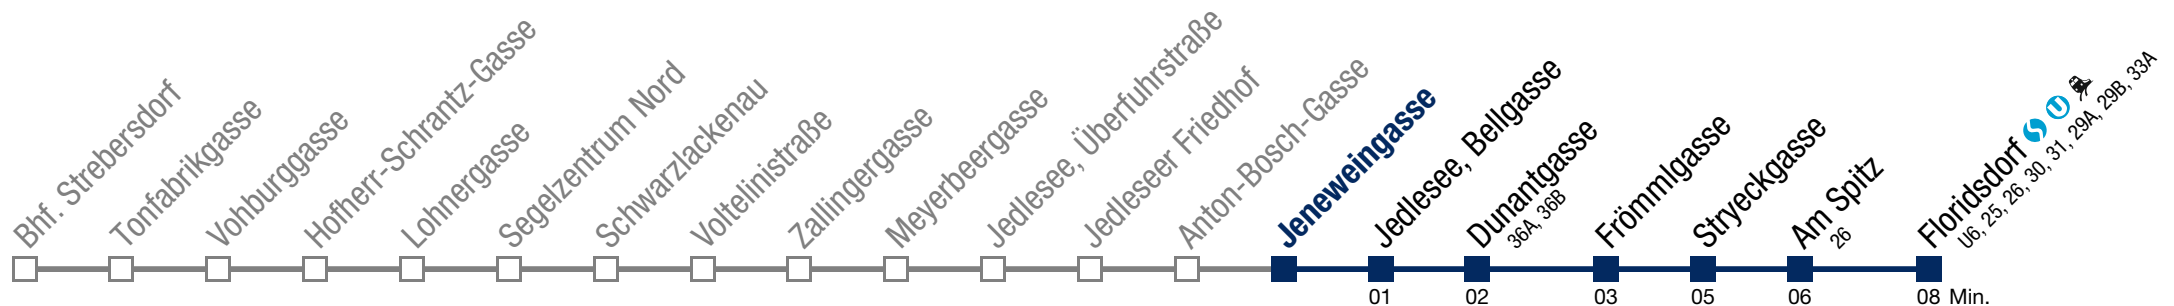 Bhf. Strebersdorf
Tonfabrikgasse
Vohburggasse
Hofherr-Schrantz-Gasse
Lohnergasse
Segelzentrum Nord
Schwarzlackenau
Voltelinistraße
Zallingergasse
Meyerbeergasse
Jedlesee, Überfuhrstraße
Jedleseer Friedhof
Anton-Bosch-Gasse
Jeneweingasse
Jedlesee, Bellgasse
Dunantgasse
36A, 36B
Frömmlgasse
Stryeckgasse
Am Spitz
26
Floridsdorf S U
U6, 25, 26, 30, 31, 29A, 29B, 33A
01 02 03 05 06 08 Min.